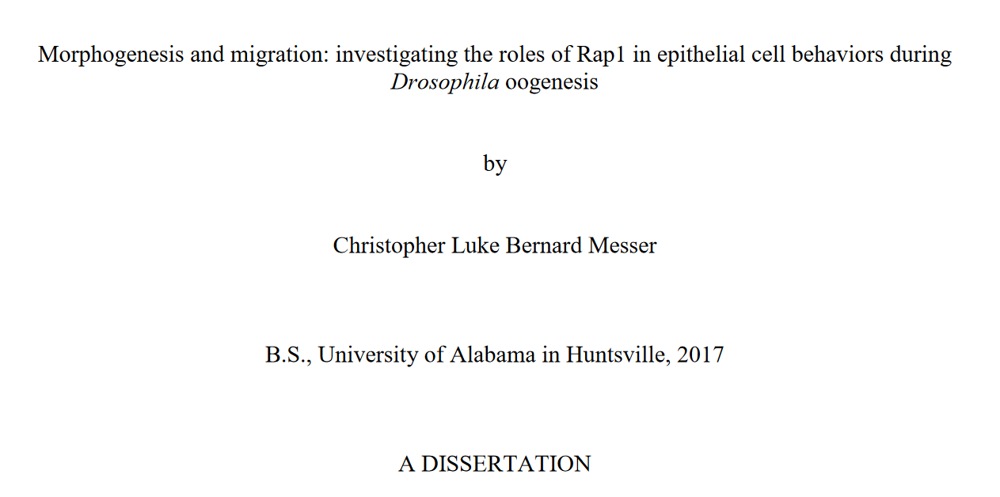 Morphogenesis and migration: investigating the roles of Rap1 in epithelial cell behaviors during
Drosophila oogenesis
by
Christopher Luke Bernard Messer
B.S., University of Alabama in Huntsville, 2017
A DISSERTATION